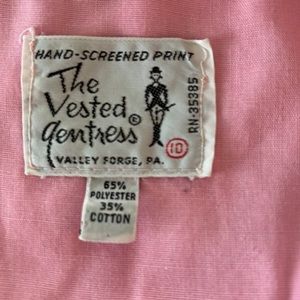 HAND-SCREENED PRINT
The
Vested
Gentress®
VALLEY FORGE, PA.
RN-35385
10
65%
POLYESTER
35%
COTTON